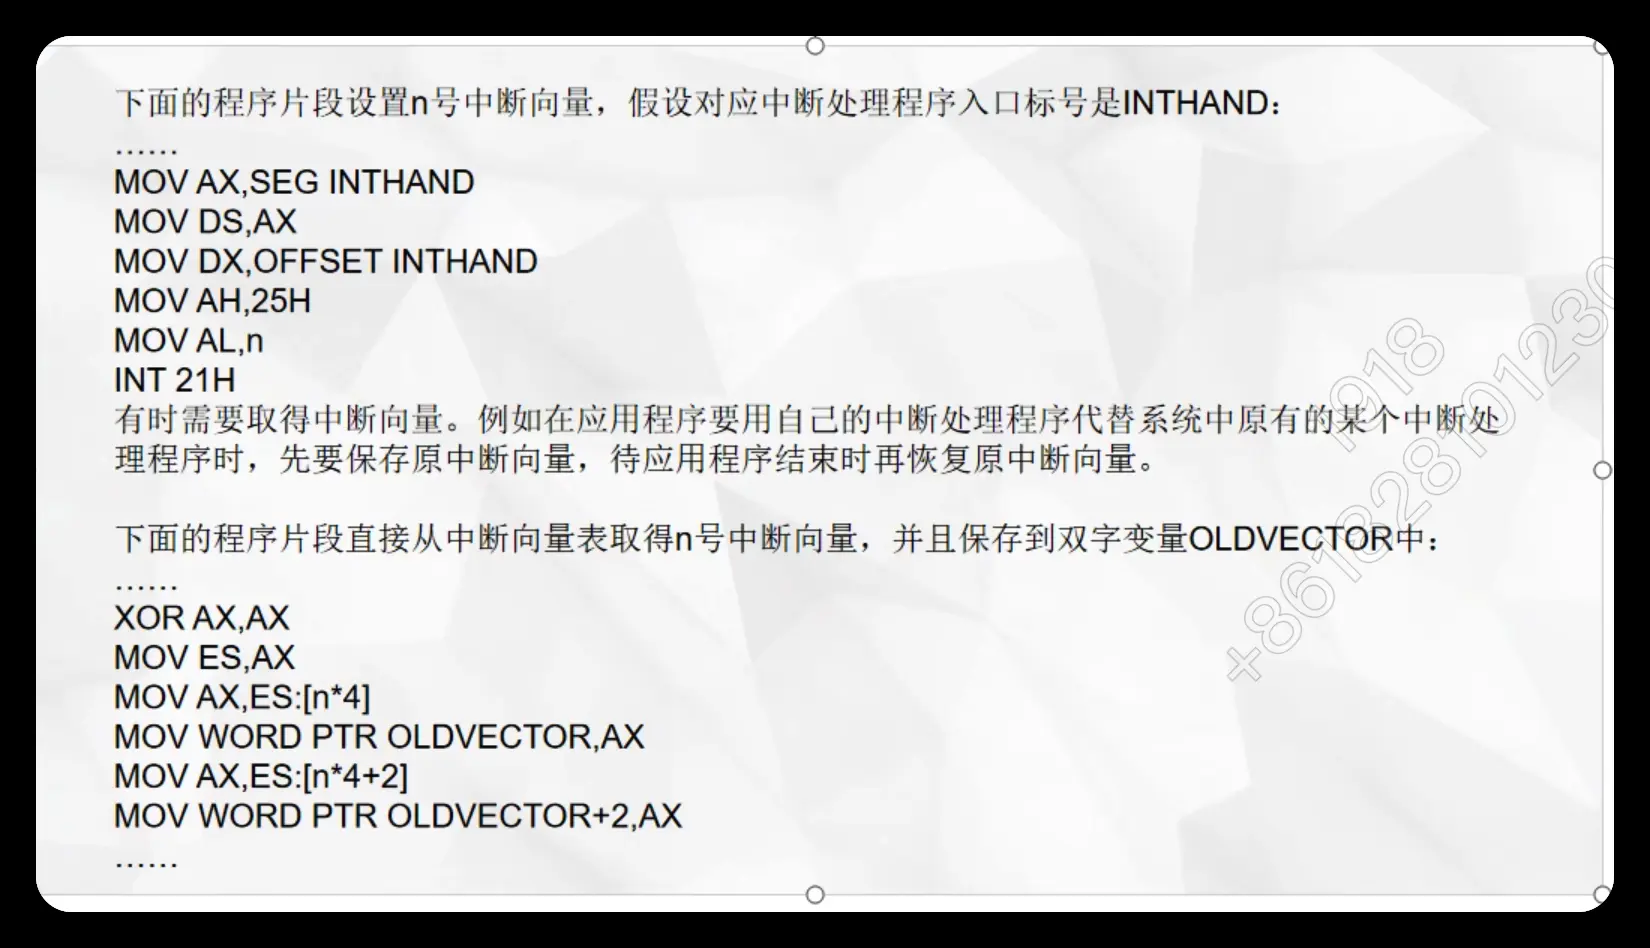 下面的程序片段设置n号中断向量，假设对应中断处理程序入口标号是INTHAND：
……
MOV AX,SEG INTHAND
MOV DS,AX
MOV DX,OFFSET INTHAND
MOV AH,25H
MOV AL,n
INT 21H
有时需要取得中断向量。例如在应用程序要用自己的中断处理程序代替系统中原有的某个中断处
理程序时，先要保存原中断向量，待应用程序结束时再恢复原中断向量。
下面的程序片段直接从中断向量表取得n号中断向量，并且保存到双字变量OLDVECTOR中：
……
XOR AX,AX
MOV ES,AX
MOV AX,ES:[n*4]
MOV WORD PTR OLDVECTOR,AX
MOV AX,ES:[n*4+2]
MOV WORD PTR OLDVECTOR+2,AX
……